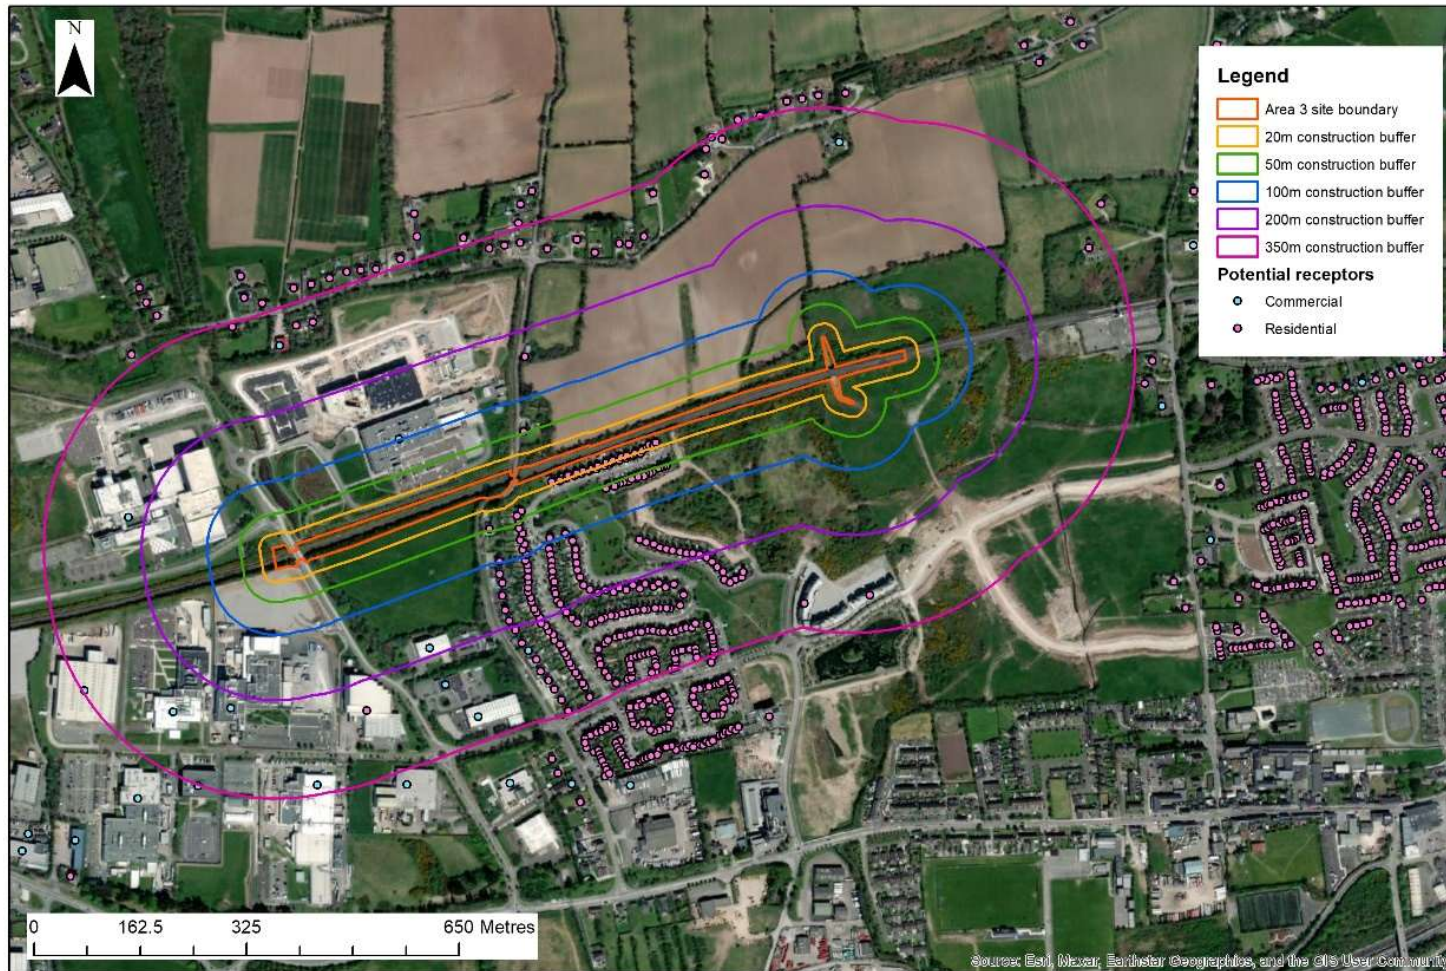 N
Legend
Area 3 site boundary
20m construction buffer
50m construction buffer
100m construction buffer
200m construction buffer
350m construction buffer
Potential receptors
Commercial
Residential
0 162.5 325 650 Metres
Source: Esri, Maxar, Earthstar Geographics, and the GIS User Community